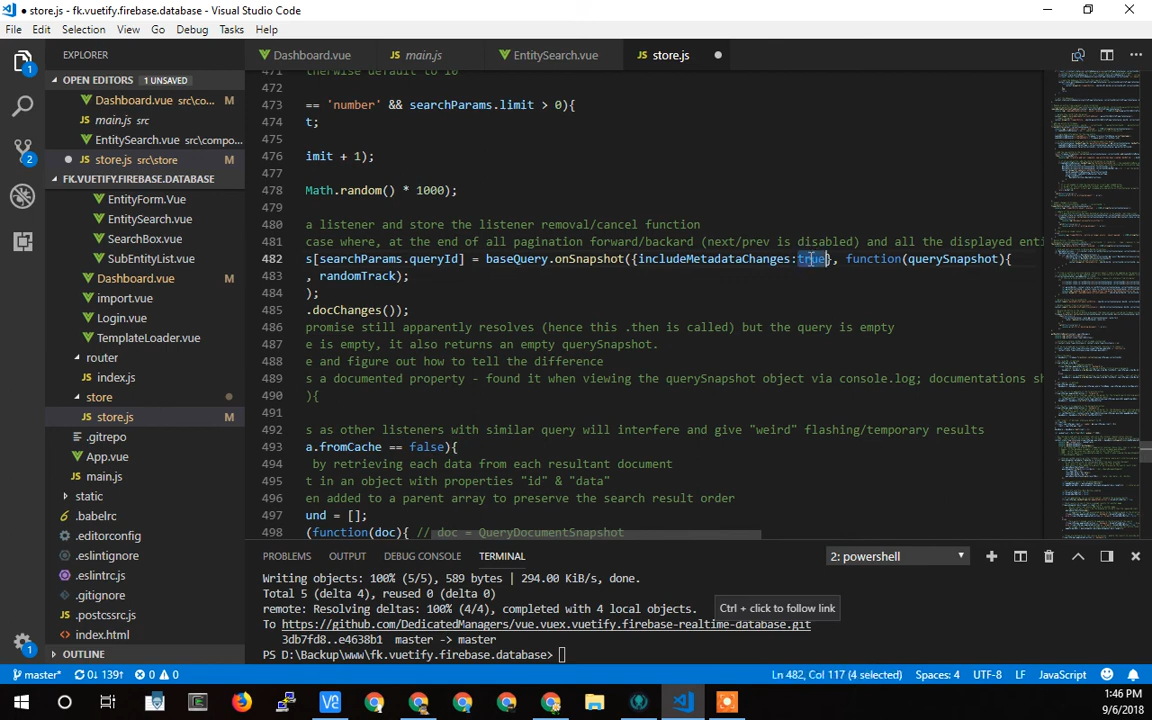 store.js - fk.vuetify.firebase.database - Visual Studio Code
File Edit Selection View Go Debug Tasks Help
EXPLORER
Dashboard.vue
JS main.js
EntitySearch.vue
JS store.js
OPEN EDITORS 1 UNSAVED
Dashboard.vue src\co... M
JS main.js src
EntitySearch.vue src\compo...
JS store.js src\store M
FK.VUETIFY.FIREBASE.DATABASE
EntityForm.Vue
EntitySearch.vue
SearchBox.vue
SubEntityList.vue
Dashboard.vue M
import.vue
Login.vue
TemplateLoader.vue
router
JS index.js
store
JS store.js M
.gitrepo
App.vue
JS main.js
static
.babelrc
.editorconfig
.eslintignore
.eslintrc.js
.gitignore
.postcssrc.js
index.html
OUTLINE
471 therwise default to 10
472
473 == 'number' && searchParams.limit > 0){
474 t;
475
476 imit + 1);
477
478 Math.random() * 1000);
479
480 a listener and store the listener removal/cancel function
481 case where, at the end of all pagination forward/backard (next/prev is disabled) and all the displayed enti
482 s[searchParams.queryId] = baseQuery.onSnapshot({includeMetadataChanges:true}, function(querySnapshot){
483 , randomTrack);
484 );
485 .docChanges());
486 promise still apparently resolves (hence this .then is called) but the query is empty
487 e is empty, it also returns an empty querySnapshot.
488 e and figure out how to tell the difference
489 s a documented property - found it when viewing the querySnapshot object via console.log; documentations sh
490 ){
491
492 s as other listeners with similar query will interfere and give "weird" flashing/temporary results
493 a.fromCache == false){
494 by retrieving each data from each resultant document
495 t in an object with properties "id" & "data"
496 en added to a parent array to preserve the search result order
497 und = [];
498 (function(doc){ // doc = QueryDocumentSnapshot
PROBLEMS OUTPUT DEBUG CONSOLE TERMINAL 2: powershell
Writing objects: 100% (5/5), 589 bytes | 294.00 KiB/s, done.
Total 5 (delta 4), reused 0 (delta 0)
remote: Resolving deltas: 100% (4/4), completed with 4 local objects.
Ctrl + click to follow link
To https://github.com/DedicatedManagers/vue.vuex.vuetify.firebase-realtime-database.git
3db7fd8..e4638b1 master -> master
PS D:\Backup\www\fk.vuetify.firebase.database>
master* 0↓ 139↑ 0 0 Ln 482, Col 117 (4 selected) Spaces: 4 UTF-8 LF JavaScript
1:46 PM
9/6/2018